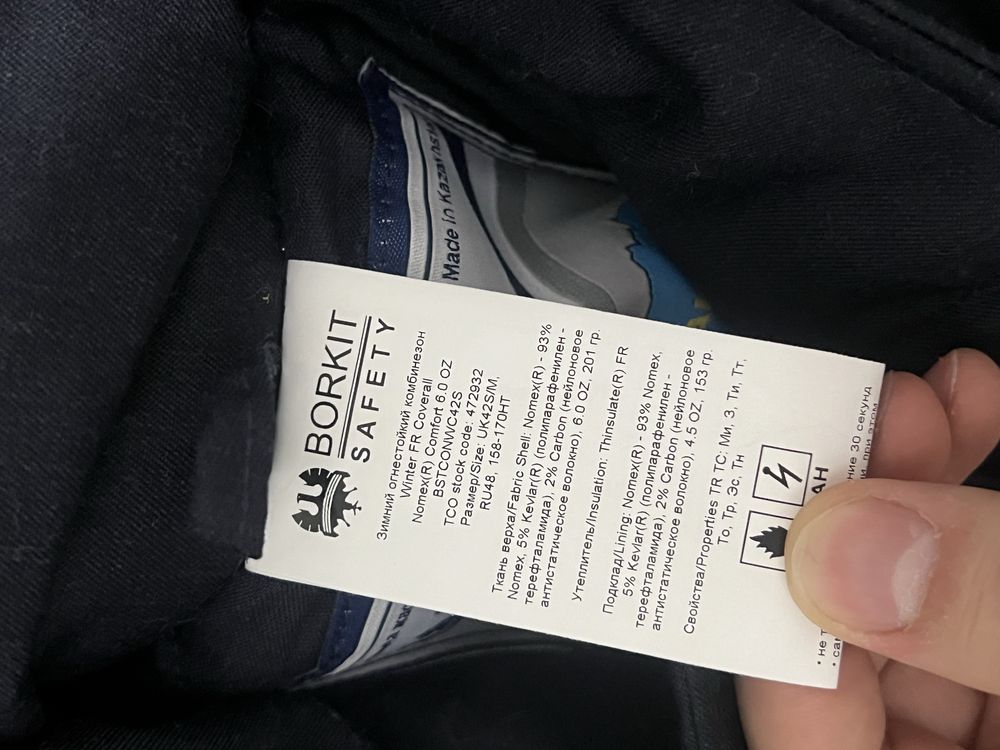 BORKIT
SAFETY
Зимний огнестойкий комбинезон
Winter FR Coverall
Nomex(R) Comfort 6.0 OZ
BSTCONWC42S
TCO stock code: 472932
Размер/Size: UK42S/M,
RU48, 158-170HT
Ткань верха/Fabric Shell: Nomex(R) - 93%
Nomex, 5% Kevlar(R) (полипарафенилен -
терефталамида), 2% Carbon (нейлоновое
антистатическое волокно), 6.0 OZ, 201 гр.
Утеплитель/Insulation: Thinsulate(R) FR
Подклад/Lining: Nomex(R) - 93% Nomex,
5% Kevlar(R) (полипарафенилен -
терефталамида), 2% Carbon (нейлоновое
антистатическое волокно), 4.5 OZ, 153 гр.
Свойства/Properties TR TC: Ми, З, Ти, Тт,
То, Тр, Эс, Тн
30 секунд
при этом
• не
Made in